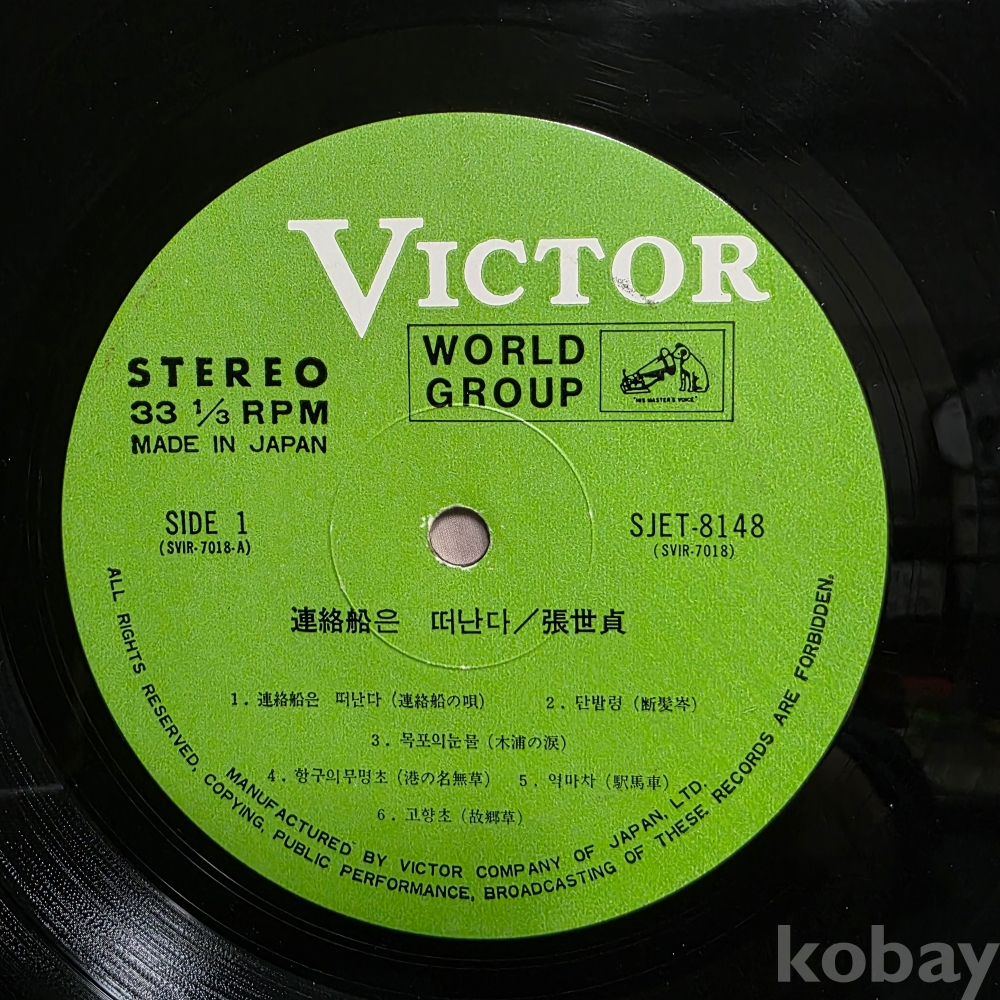 VICTOR
WORLD
GROUP
"HIS MASTER'S VOICE"
STEREO
33 1/3 RPM
MADE IN JAPAN
SIDE 1
(SVIR-7018-A)
SJET-8148
(SVIR-7018)
連絡船은 떠난다/張世貞
1. 連絡船은 떠난다 (連絡船の唄)
2. 단발령 (断髪岑)
3. 목포의눈물 (木浦の涙)
4. 항구의무명초 (港の名無草)
5. 역마차 (駅馬車)
6. 고향초 (故郷草)
MANUFACTURED BY VICTOR COMPANY OF JAPAN, LTD.
ALL RIGHTS RESERVED. COPYING, PUBLIC PERFORMANCE, BROADCASTING OF THESE RECORDS ARE FORBIDDEN.
kobay